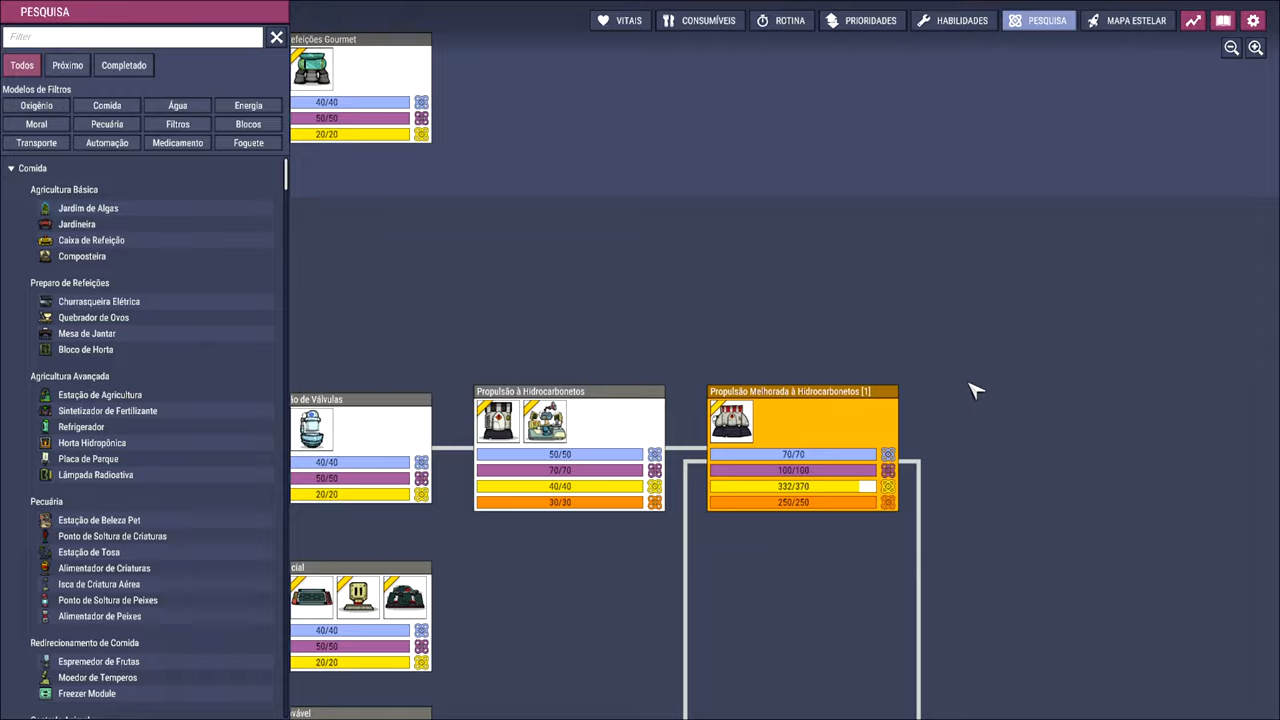 PESQUISA
Filter
Todos
Próximo
Completado
Modelos de Filtros
Oxigênio
Comida
Água
Energia
Moral
Pecuária
Filtros
Blocos
Transporte
Automação
Medicamento
Foguete
Comida
Agricultura Básica
Jardim de Algas
Jardineira
Caixa de Refeição
Composteira
Preparo de Refeições
Churrasqueira Elétrica
Quebrador de Ovos
Mesa de Jantar
Bloco de Horta
Agricultura Avançada
Estação de Agricultura
Sintetizador de Fertilizante
Refrigerador
Horta Hidropônica
Placa de Parque
Lâmpada Radioativa
Pecuária
Estação de Beleza Pet
Ponto de Soltura de Criaturas
Estação de Tosa
Alimentador de Criaturas
Isca de Criatura Aérea
Ponto de Soltura de Peixes
Alimentador de Peixes
Redirecionamento de Comida
Espremedor de Frutas
Moedor de Temperos
Freezer Module
VITAIS
CONSUMÍVEIS
ROTINA
PRIORIDADES
HABILIDADES
PESQUISA
MAPA ESTELAR
efeições Gourmet
40/40
50/50
20/20
ão de Válvulas
40/40
50/50
20/20
Propulsão à Hidrocarbonetos
50/50
70/70
40/40
30/30
Propulsão Melhorada à Hidrocarbonetos [1]
70/70
100/100
332/370
250/250
cial
40/40
50/50
20/20
ovável